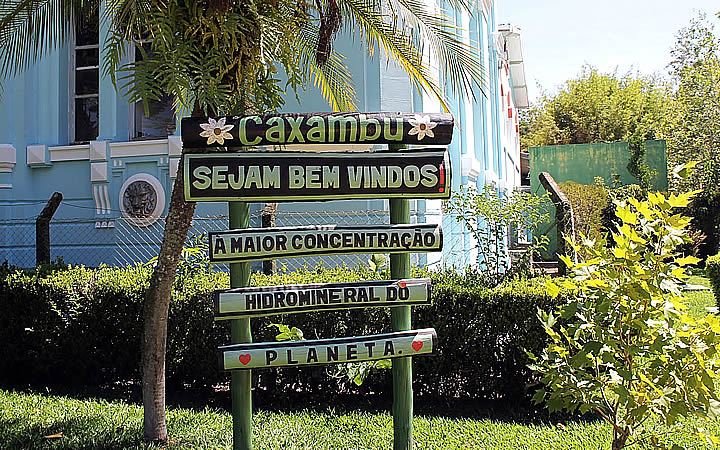 CAXAMBU
SEJAM BEM VINDOS!
À MAIOR CONCENTRAÇÃO
HIDROMINERAL DO
PLANETA.